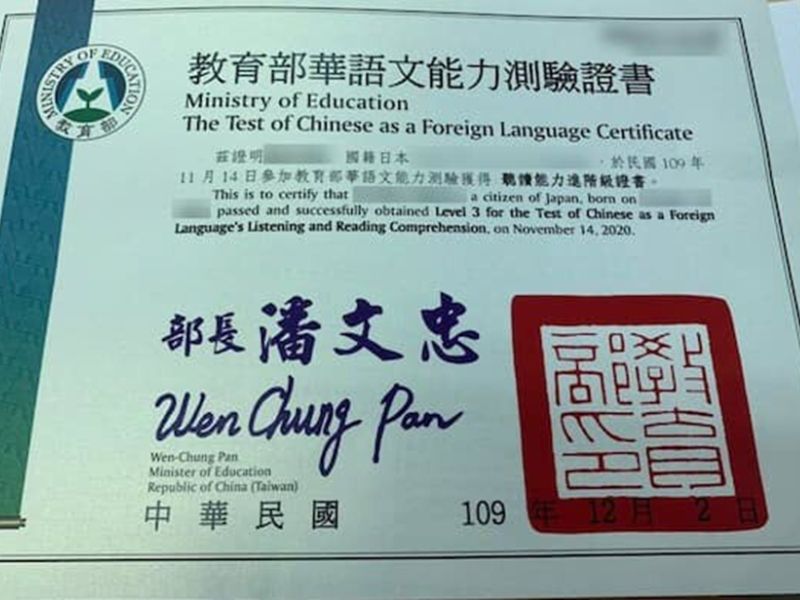 MINISTRY OF EDUCATION
教育部
教育部華語文能力測驗證書
Ministry of Education
The Test of Chinese as a Foreign Language Certificate
茲證明 國籍日本 ，於民國 109 年
11 月 14 日參加教育部華語文能力測驗獲得 聽讀能力進階級證書。
This is to certify that a citizen of Japan, born on
passed and successfully obtained Level 3 for the Test of Chinese as a Foreign
Language's Listening and Reading Comprehension, on November 14, 2020.
部長 潘文忠
Wen Chung Pan
Wen-Chung Pan
Minister of Education
Republic of China (Taiwan)
教育部印
中華民國 109 年 12 月 2 日